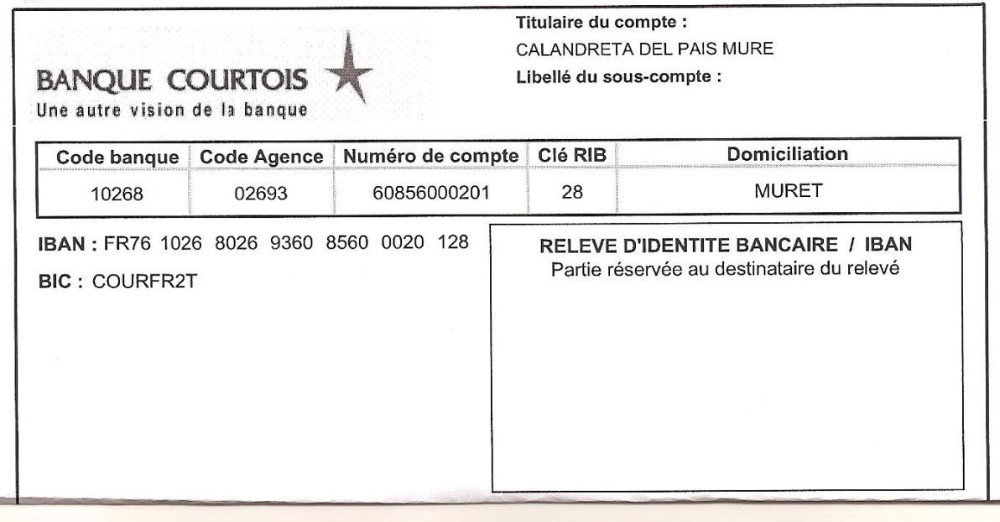 Titulaire du compte :
CALANDRETA DEL PAIS MURE
Libellé du sous-compte :
BANQUE COURTOIS
Une autre vision de la banque
Code banque Code Agence Numéro de compte Clé RIB Domiciliation
10268 02693 60856000201 28 MURET
IBAN : FR76 1026 8026 9360 8560 0020 128
BIC : COURFR2T
RELEVE D'IDENTITE BANCAIRE / IBAN
Partie réservée au destinataire du relevé